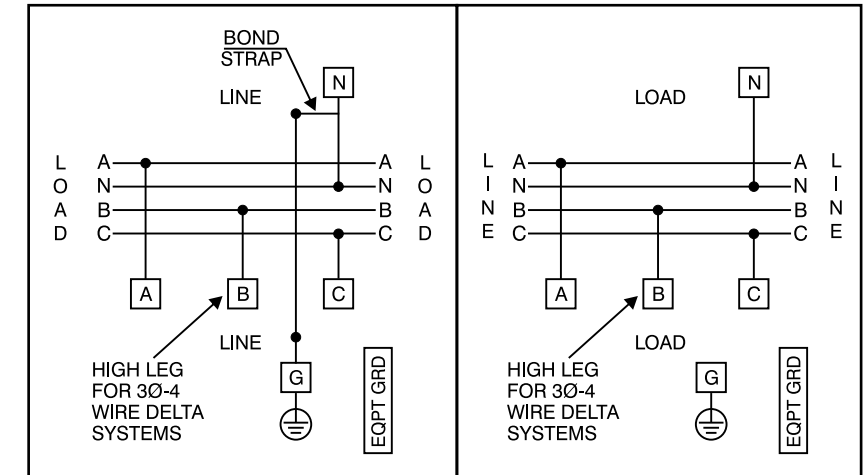 BOND
STRAP
N
LINE
L A A L
O N N O
A B B A
D C C D
A B C
LINE
HIGH LEG
FOR 3Ø-4
WIRE DELTA
SYSTEMS
G
EQPT GRD
N
LOAD
L A A L
I N N I
N B B N
E C C E
A B C
LOAD
HIGH LEG
FOR 3Ø-4
WIRE DELTA
SYSTEMS
G
EQPT GRD